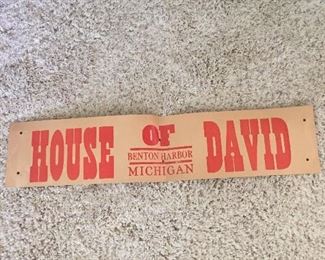 HOUSE OF DAVID
BENTON HARBOR
MICHIGAN